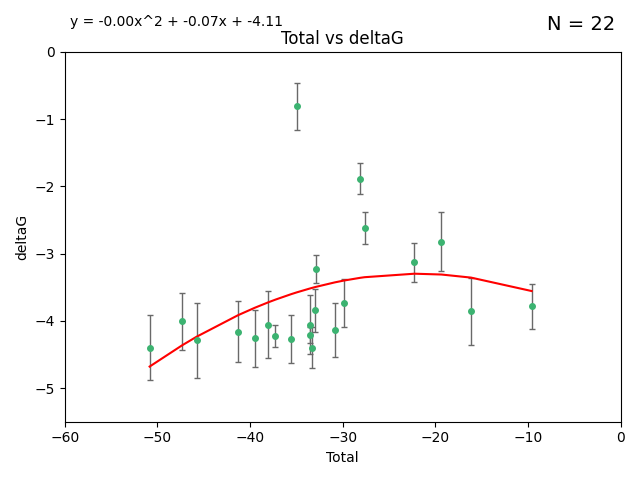 y = -0.00x^2 + -0.07x + -4.11
N = 22
Total vs deltaG
0
−1
−2
−3
−4
−5
deltaG
−60 −50 −40 −30 −20 −10 0
Total